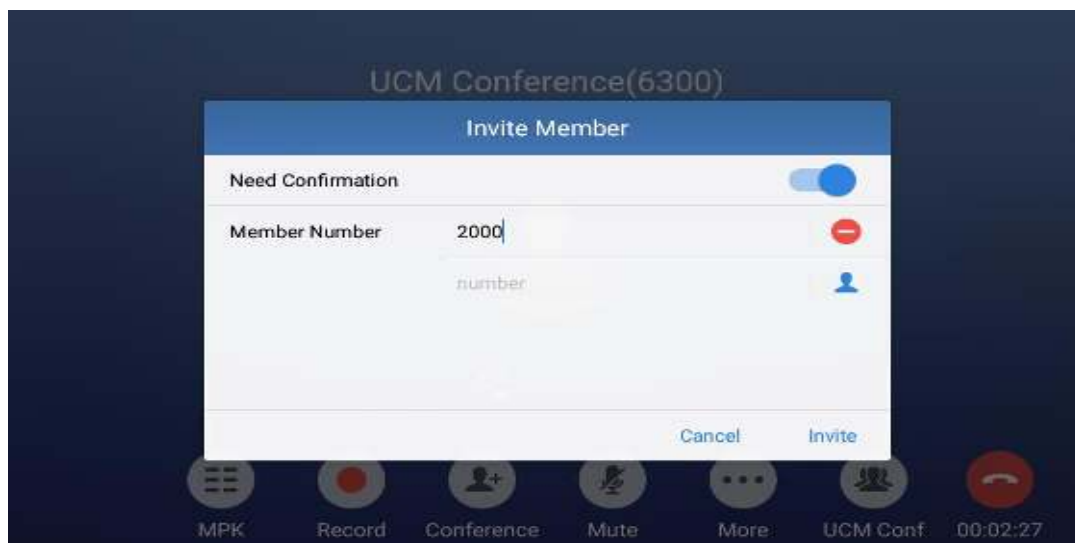 UCM Conference(6300)
Invite Member
Need Confirmation
Member Number 2000
number
Cancel Invite
MPK Record Conference Mute More UCM Conf 00:02:27